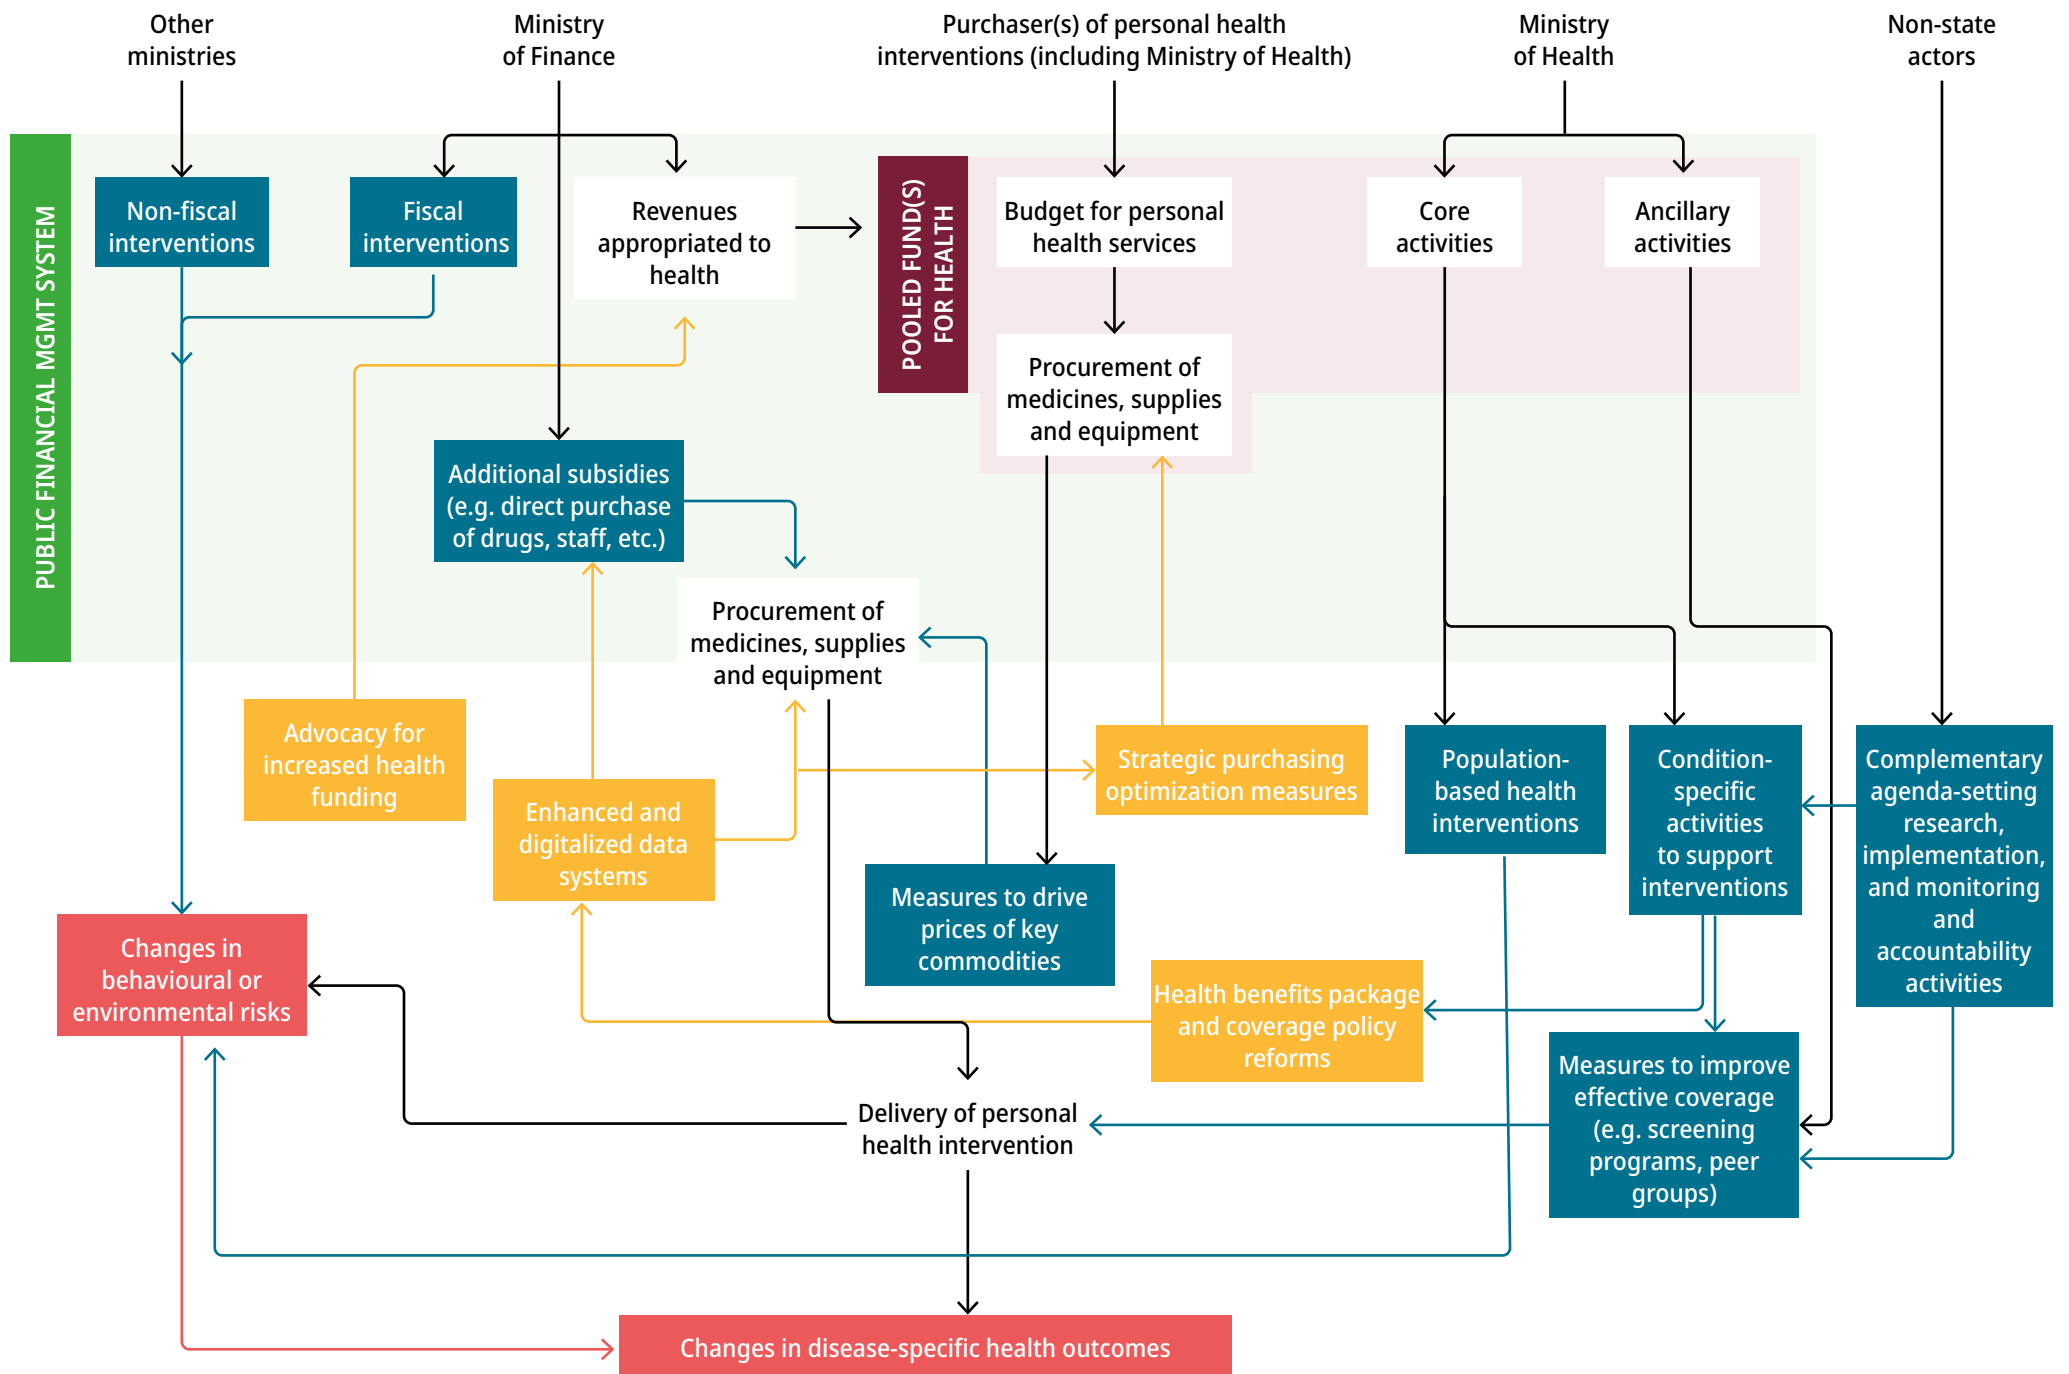 Other
ministries
Ministry
of Finance
Purchaser(s) of personal health
interventions (including Ministry of Health)
Ministry
of Health
Non-state
actors
PUBLIC FINANCIAL MGMT SYSTEM
Non-fiscal
interventions
Fiscal
interventions
Revenues
appropriated to
health
POOLED FUND(S)
FOR HEALTH
Budget for personal
health services
Core
activities
Ancillary
activities
Procurement of
medicines, supplies
and equipment
Additional subsidies
(e.g. direct purchase
of drugs, staff, etc.)
Procurement of
medicines, supplies
and equipment
Advocacy for
increased health
funding
Enhanced and
digitalized data
systems
Strategic purchasing
optimization measures
Population-
based health
interventions
Condition-
specific
activities
to support
interventions
Complementary
agenda-setting
research,
implementation,
and monitoring
and
accountability
activities
Measures to drive
prices of key
commodities
Changes in
behavioural or
environmental risks
Health benefits package
and coverage policy
reforms
Measures to improve
effective coverage
(e.g. screening
programs, peer
groups)
Delivery of personal
health intervention
Changes in disease-specific health outcomes